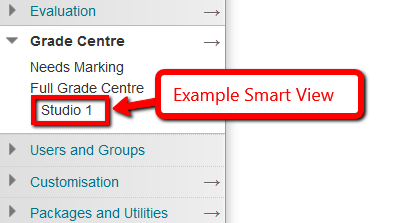 Evaluation →
Grade Centre →
Needs Marking
Full Grade Centre
Studio 1
Example Smart View
Users and Groups
Customisation →
Packages and Utilities →